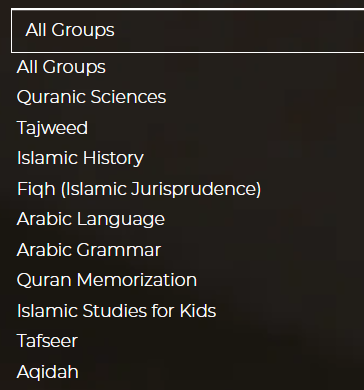 All Groups
All Groups
Quranic Sciences
Tajweed
Islamic History
Fiqh (Islamic Jurisprudence)
Arabic Language
Arabic Grammar
Quran Memorization
Islamic Studies for Kids
Tafseer
Aqidah